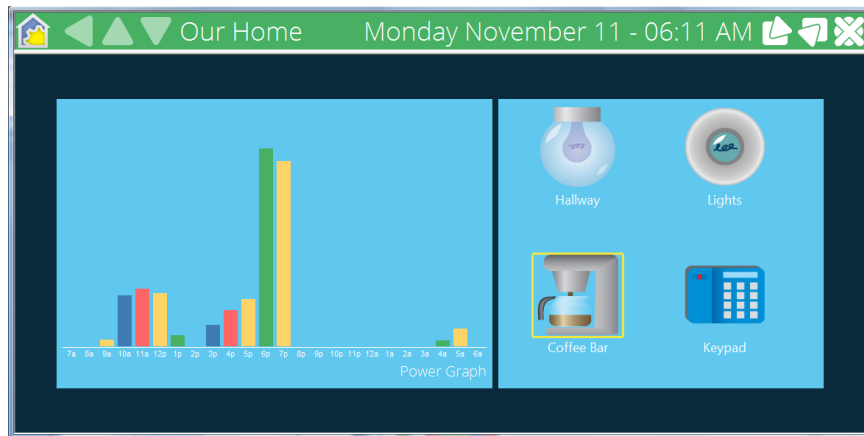 Our Home
Monday November 11 - 06:11 AM
Hallway
Lights
Coffee Bar
Keypad
7a 8a 9a 10a 11a 12p 1p 2p 3p 4p 5p 6p 7p 8p 9p 10p 11p 12a 1a 2a 3a 4a 5a 6a
Power Graph